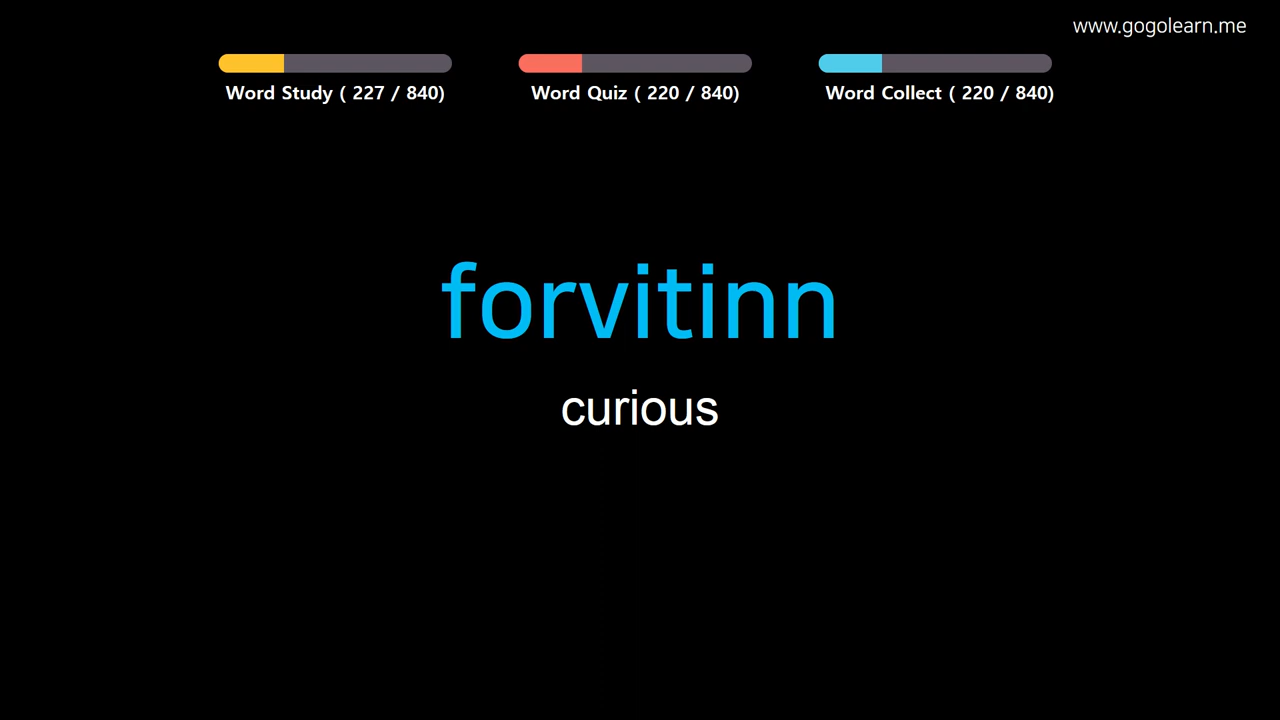 www.gogolearn.me
Word Study ( 227 / 840)
Word Quiz ( 220 / 840)
Word Collect ( 220 / 840)
forvitinn
curious